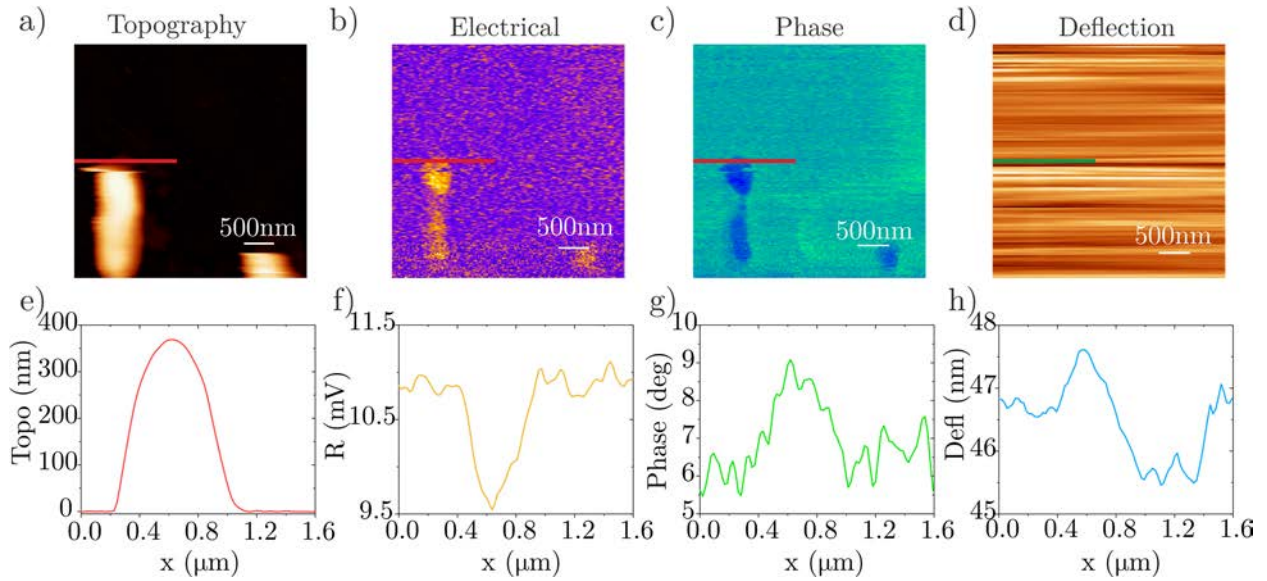 a) Topography
b) Electrical
c) Phase
d) Deflection
500nm
500nm
500nm
500nm
e)
Topo (nm)
400
300
200
100
0
0.0 0.4 0.8 1.2 1.6
x (μm)
f)
R (mV)
11.5
10.5
9.5
0.0 0.4 0.8 1.2 1.6
x (μm)
g)
Phase (deg)
10
9
8
7
6
5
0.0 0.4 0.8 1.2 1.6
x (μm)
h)
Defl (nm)
48
47
46
45
0.0 0.4 0.8 1.2 1.6
x (μm)